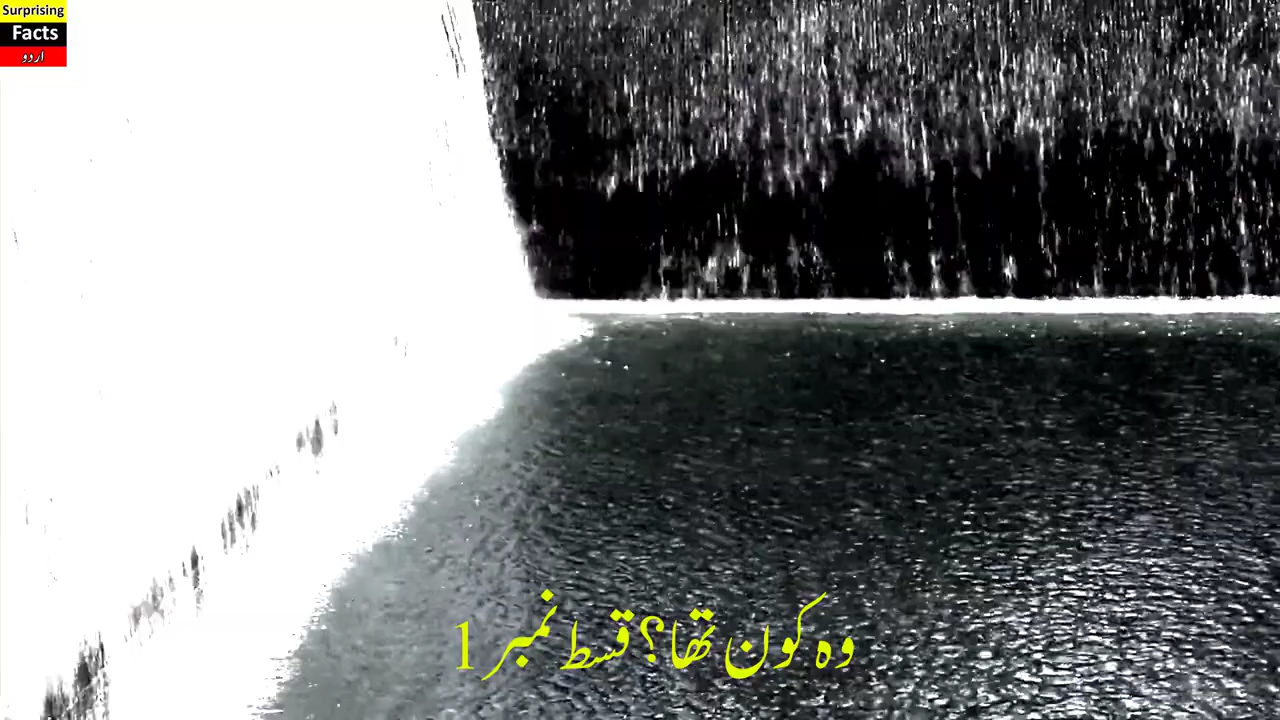 Surprising
Facts
اردو
وہ کون تھا؟ قسط نمبر 1